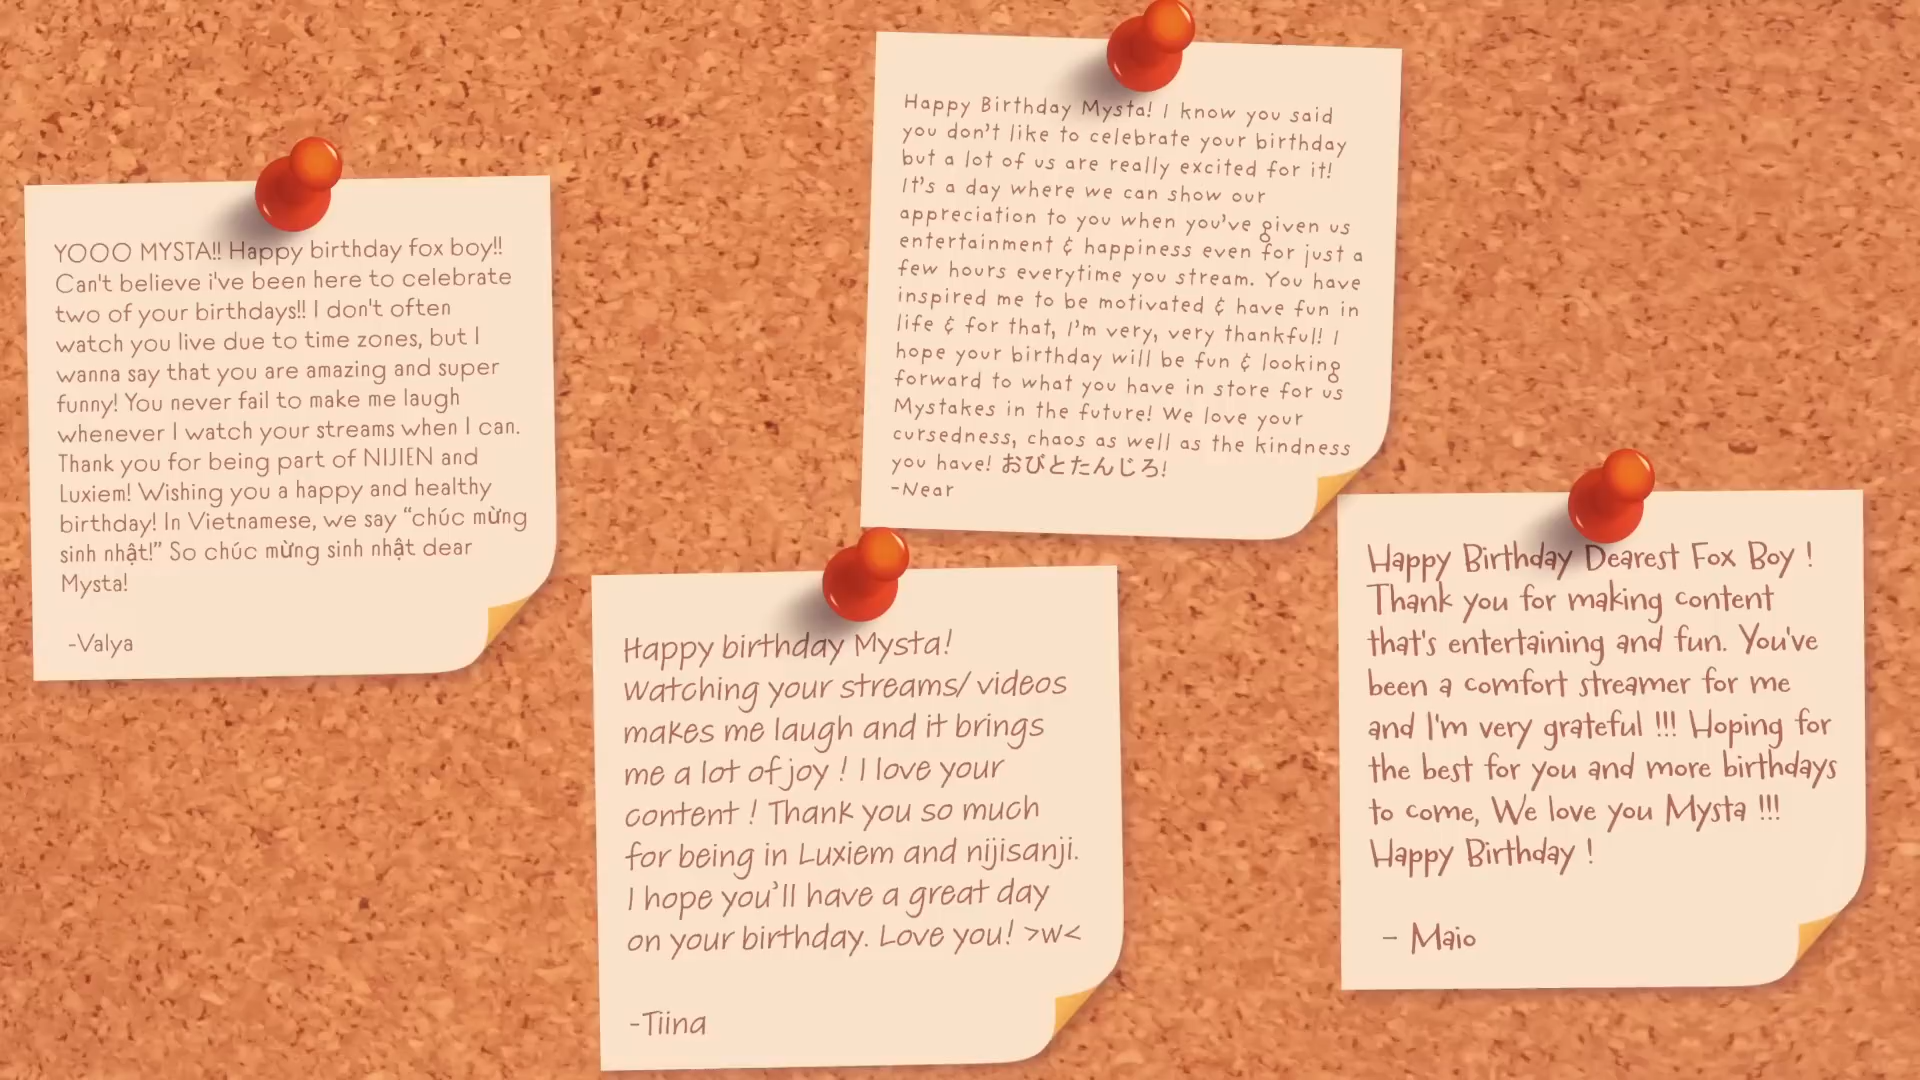 YOOO MYSTA!! Happy birthday fox boy!!
Can't believe i've been here to celebrate
two of your birthdays!! I don't often
watch you live due to time zones, but I
wanna say that you are amazing and super
funny! You never fail to make me laugh
whenever I watch your streams when I can.
Thank you for being part of NIJIEN and
Luxiem! Wishing you a happy and healthy
birthday! In Vietnamese, we say “chúc mừng
sinh nhật!” So chúc mừng sinh nhật dear
Mysta!
-Valya
Happy Birthday Mysta! I know you said
you don't like to celebrate your birthday
but a lot of us are really excited for it!
It's a day where we can show our
appreciation to you when you've given us
entertainment & happiness even for just a
few hours everytime you stream. You have
inspired me to be motivated & have fun in
life & for that, I'm very, very thankful! I
hope your birthday will be fun & looking
forward to what you have in store for us
Mystakes in the future! We love your
cursedness, chaos as well as the kindness
you have! おびとたんじろ!
-Near
Happy birthday Mysta!
Watching your streams/ videos
makes me laugh and it brings
me a lot of joy ! I love your
content ! Thank you so much
for being in Luxiem and nijisanji.
I hope you'll have a great day
on your birthday. Love you! >w<
-Tiina
Happy Birthday Dearest Fox Boy !
Thank you for making content
that's entertaining and fun. You've
been a comfort streamer for me
and I'm very grateful !!! Hoping for
the best for you and more birthdays
to come, We love you Mysta !!!
Happy Birthday !
- Maio